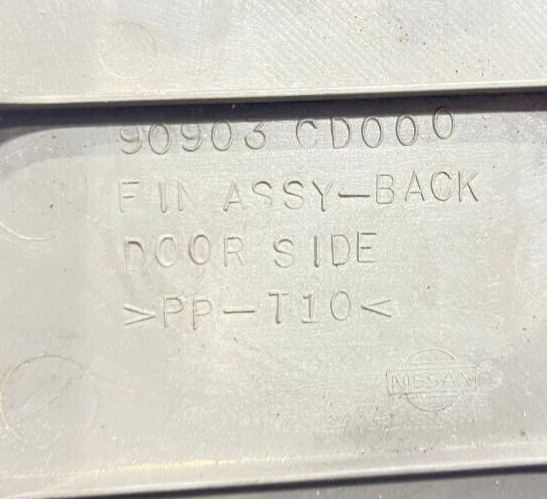 90903 CD000
FIN ASSY-BACK
DOOR SIDE
>PP-T10<
NISSAN